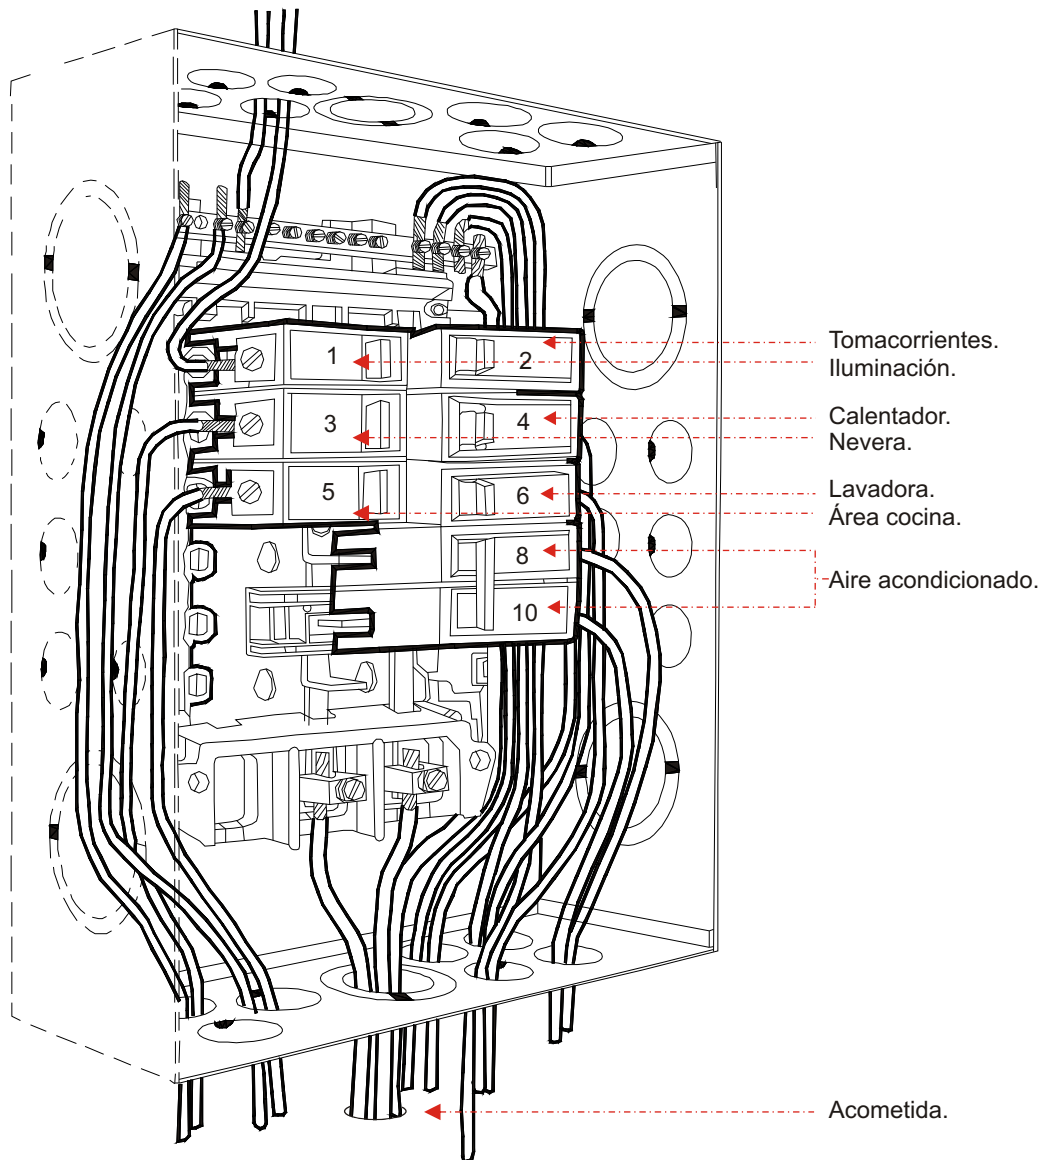 1
2
Tomacorrientes.
Iluminación.
3
4
Calentador.
Nevera.
5
6
Lavadora.
Área cocina.
8
10
Aire acondicionado.
Acometida.